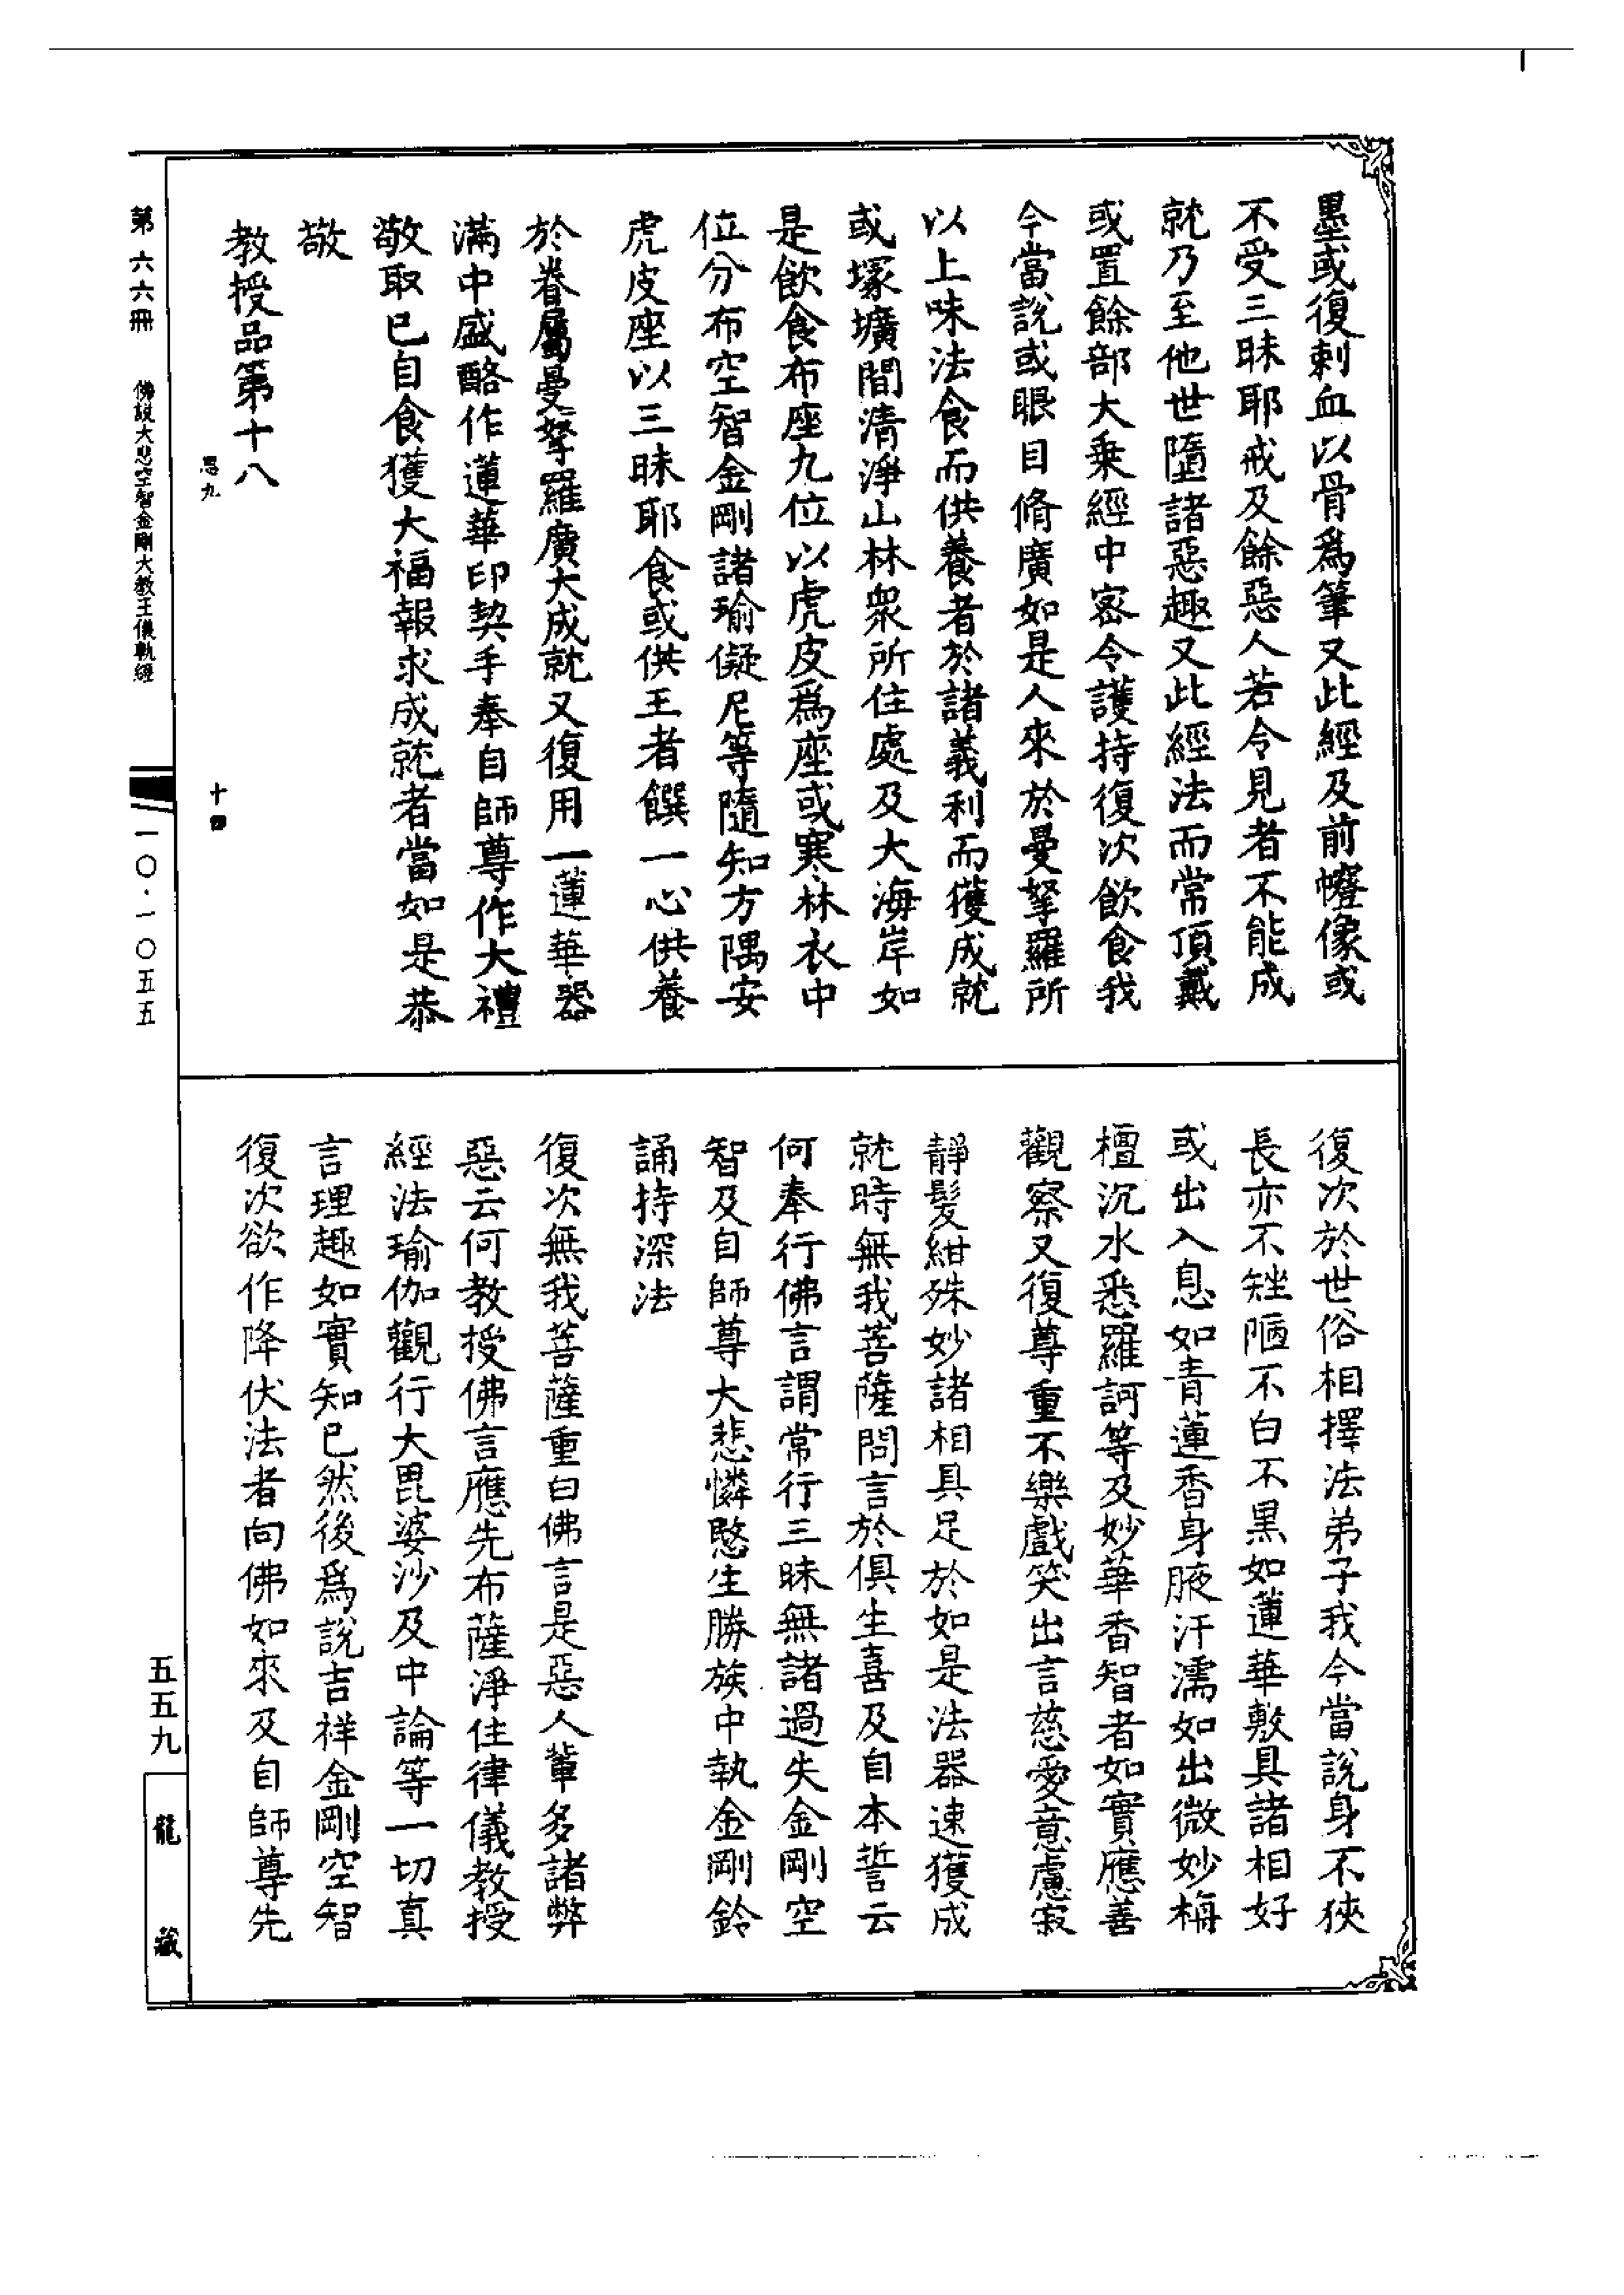 墨或復刺血以骨爲筆又此經及前㡧像或
不受三昧耶戒及餘惡人若令見者不能成
就乃至他世隨諸惡趣又此經法而常頂戴
或置餘部大乘經中密令護持復次飲食我
今當說或眼目脩廣如是人來於曼拏羅所
以上味法食而供養者於諸義利而獲成就
或塚壙間清淨山林眾所住處及大海岸如
是飲食布座九位以虎皮爲座或寒林衣中
位分布空智金剛諸瑜儗尼等隨知方隅安
虎皮座以三昧耶食或供王者饌一心供養
於眷屬曼拏羅廣大成就又復用一蓮華器
滿中盛酪作蓮華印契手奉自師尊作大禮
敬取已自食獲大福報求成就者當如是恭
敬
教授品第十八
思九 十四
復次於世俗相擇法弟子我今當說身不狹
長亦不矬陋不白不黑如蓮華敷具諸相好
或出入息如青蓮香身腋汗濡如出微妙栴
檀沉水悉羅訶等及妙華香智者如實應善
觀察又復尊重不樂戲笑出言慈愛意慮寂
靜髮紺殊妙諸相具足於如是法器速獲成
就時無我菩薩問言於俱生喜及自本誓云
何奉行佛言謂常行三昧無諸過失金剛空
智及自師尊大悲憐愍生勝族中執金剛鈴
誦持深法
復次無我菩薩重白佛言是惡人輩多諸弊
惡云何教授佛言應先布薩淨住律儀教授
經法瑜伽觀行大毘婆沙及中論等一切真
言理趣如實知已然後爲說吉祥金剛空智
復次欲作降伏法者向佛如來及自師尊先
第六六冊 佛說大悲空智金剛大教王儀軌經
一〇·一〇五五
五五九
龍藏